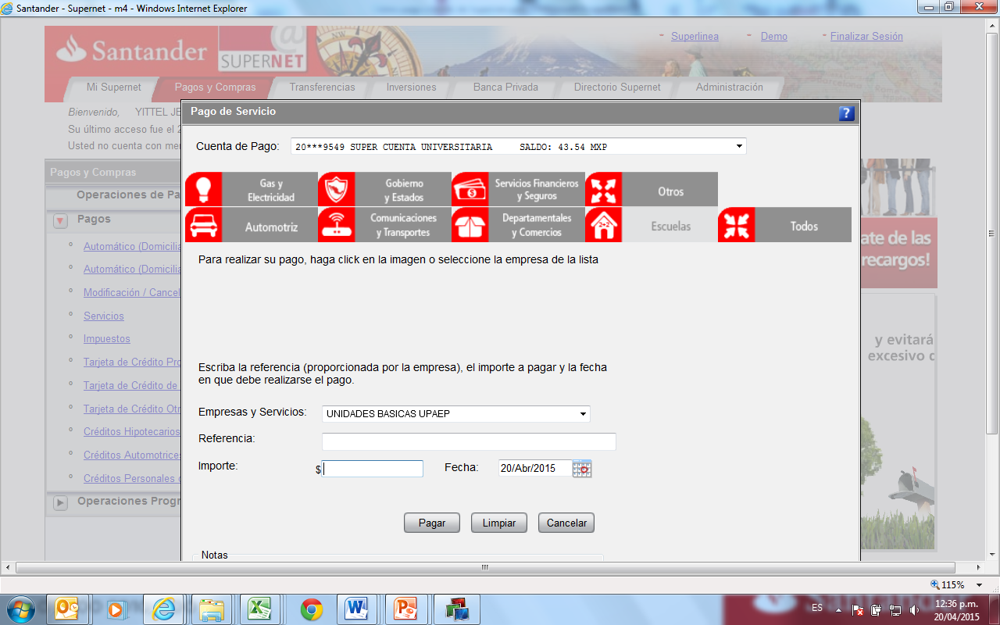 Santander - Supernet - m4 - Windows Internet Explorer
Superlinea
Demo
Finalizar Sesión
Santander
@
SUPERNET
Mi Supernet
Pagos y Compras
Transferencias
Inversiones
Banca Privada
Directorio Supernet
Administración
Bienvenido, YITTEL JE
Su último acceso fue el 2
Usted no cuenta con me
Pago de Servicio
?
Cuenta de Pago:
20***9549 SUPER CUENTA UNIVERSITARIA SALDO: 43.54 MXP
Gas y
Electricidad
Gobierno
y Estados
Servicios Financieros
y Seguros
Otros
Automotriz
Comunicaciones
y Transportes
Departamentales
y Comercios
Escuelas
Todos
Para realizar su pago, haga click en la imagen o seleccione la empresa de la lista
Escriba la referencia (proporcionada por la empresa), el importe a pagar y la fecha
en que debe realizarse el pago.
Empresas y Servicios:
UNIDADES BASICAS UPAEP
Referencia:
Importe:
$
Fecha:
20/Abr/2015
Pagar
Limpiar
Cancelar
Notas
Pagos y Compras
Operaciones de Pa
Pagos
Automático (Domicilia
Automático (Domicilia
Modificación / Cancel
Servicios
Impuestos
Tarjeta de Crédito Pro
Tarjeta de Crédito de
Tarjeta de Crédito Otr
Créditos Hipotecarios
Créditos Automotrices
Créditos Personales o
Operaciones Progr
ate de las
recargos!
y evitará
excesivo d
115%
ES
12:36 p.m.
20/04/2015